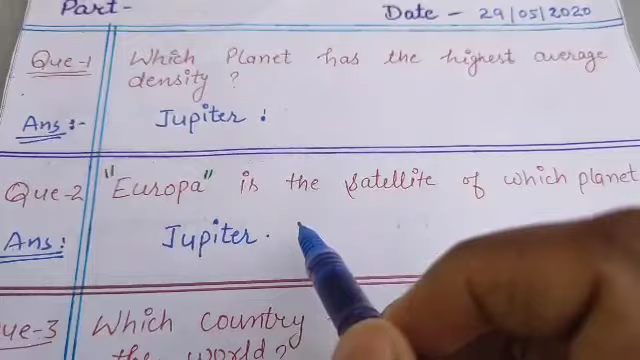 Part- Date - 29/05/2020
Que-1 Which Planet has the highest average
density ?
Ans:- Jupiter :
Que-2 "Europa" is the satellite of which planet
Ans: Jupiter .
ue-3 Which country
the world?